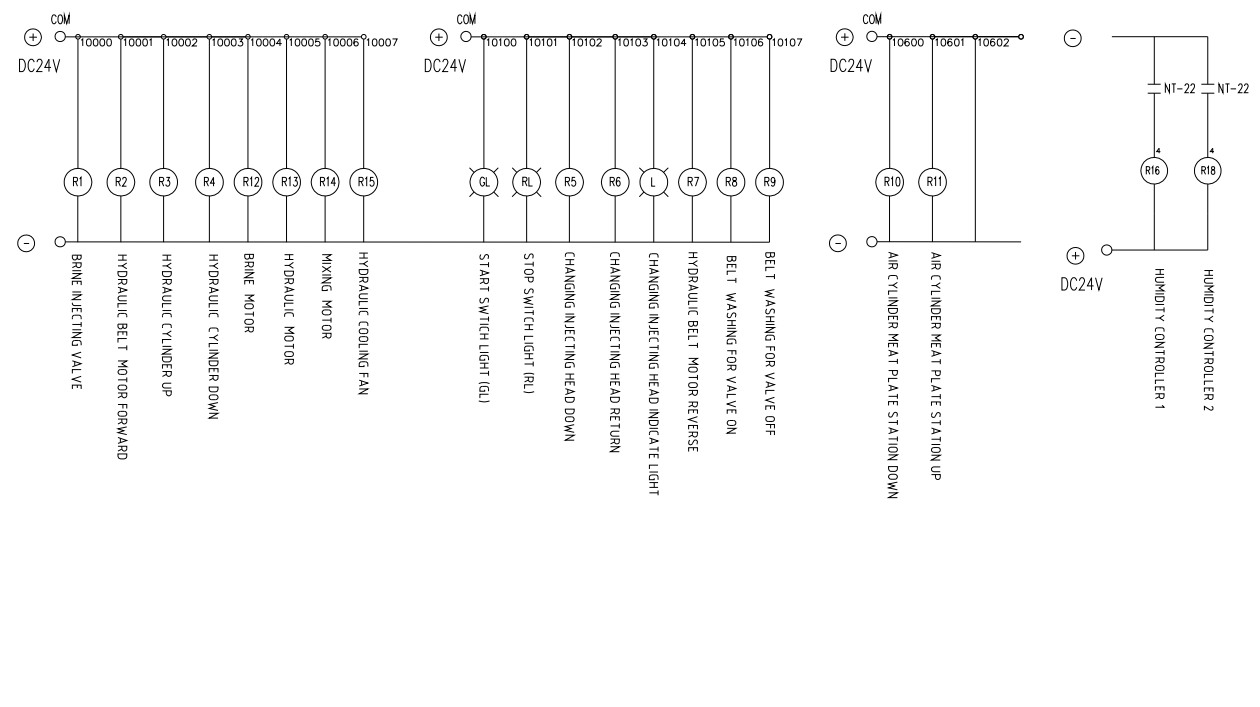 COM
+ 10000 10001 10002 10003 10004 10005 10006 10007
DC24V
R1 R2 R3 R4 R12 R13 R14 R15
-
BRINE INJECTING VALVE
HYDRAULIC BELT MOTOR FORWARD
HYDRAULIC CYLINDER UP
HYDRAULIC CYLINDER DOWN
BRINE MOTOR
HYDRAULIC MOTOR
MIXING MOTOR
HYDRAULIC COOLING FAN
COM
+ 10100 10101 10102 10103 10104 10105 10106 10107
DC24V
GL RL R5 R6 L R7 R8 R9
START SWTICH LIGHT (GL)
STOP SWITCH LIGHT (RL)
CHANGING INJECTING HEAD DOWN
CHANGING INJECTING HEAD RETURN
CHANGING INJECTING HEAD INDICATE LIGHT
HYDRAULIC BELT MOTOR REVERSE
BELT WASHING FOR VALVE ON
BELT WASHING FOR VALVE OFF
COM
+ 10600 10601 10602
DC24V
R10 R11
-
AIR CYLINDER MEAT PLATE STATION DOWN
AIR CYLINDER MEAT PLATE STATION UP
-
NT-22 NT-22
4 4
R16 R18
+
DC24V
HUMIDITY CONTROLLER 1
HUMIDITY CONTROLLER 2